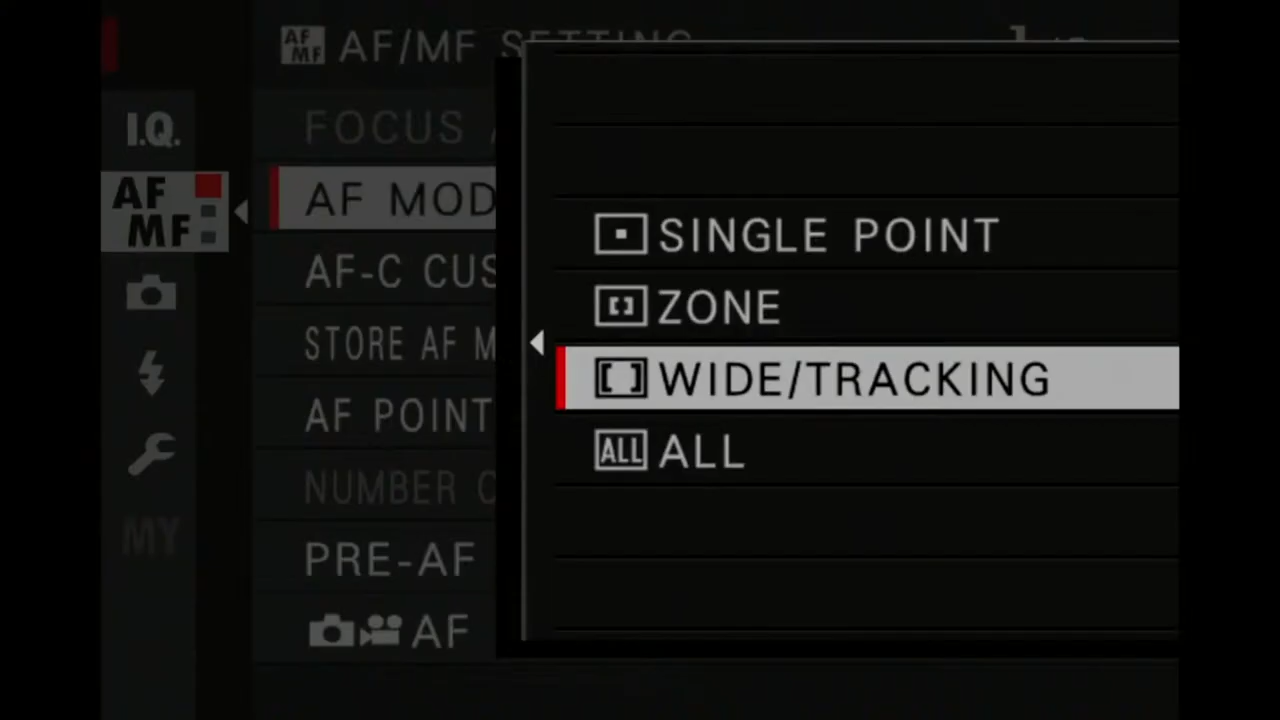 AF MF AF/MF SETTING
I.Q.
FOCUS
AF MF
AF MOD
AF-C CUS
STORE AF M
AF POINT
NUMBER
PRE-AF
AF
MY
SINGLE POINT
ZONE
WIDE/TRACKING
ALL ALL